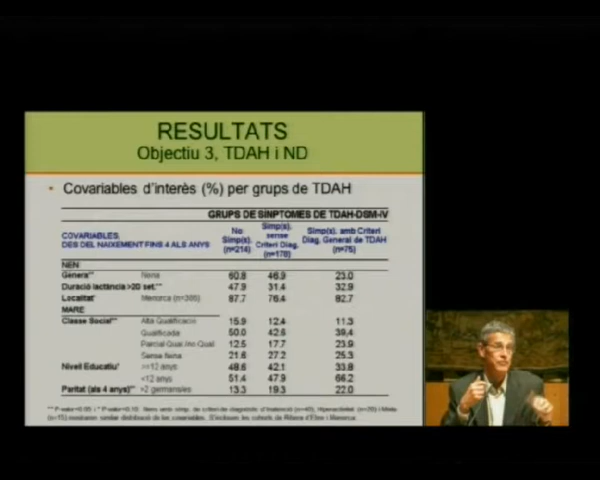 RESULTATS
Objectiu 3, TDAH i ND
• Covariables d'interès (%) per grups de TDAH
GRUPS DE SÍNPTOMES DE TDAH-DSM-IV
COVARIABLES, DES DEL NAIXEMENT FINS 4 ALS ANYS
No Simp(s). (n=214)
Simp(s). sense Criteri Diag. (n=178)
Simp(s). amb Criteri Diag. General de TDAH (n=75)
NEN
Gènere** Nena 60.8 46.9 23.0
Duració lactància >20 set.** 47.9 31.4 32.9
Localitat Menorca 87.7 76.4 82.7
MARE
Classe Social** Alta Qualificació 15.9 12.4 11.3
Qualificada 50.0 42.6 39.4
Parcial Qual./no Qual 12.5 17.7 23.9
Sense feina 21.6 27.2 25.3
Nivell Educatiu >12 anys 48.6 42.1 33.8
<12 anys 51.4 47.9 66.2
Paritat (als 4 anys)** >2 germans/es 13.3 19.3 22.0